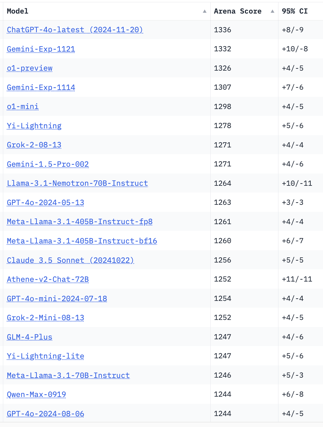 Model Arena Score 95% CI
ChatGPT-4o-latest (2024-11-20) 1336 +8/-9
Gemini-Exp-1121 1332 +10/-8
o1-preview 1326 +4/-5
Gemini-Exp-1114 1307 +7/-6
o1-mini 1298 +4/-5
Yi-Lightning 1278 +5/-6
Grok-2-08-13 1271 +4/-4
Gemini-1.5-Pro-002 1271 +4/-6
Llama-3.1-Nemotron-70B-Instruct 1264 +10/-11
GPT-4o-2024-05-13 1263 +3/-3
Meta-Llama-3.1-405B-Instruct-fp8 1261 +4/-4
Meta-Llama-3.1-405B-Instruct-bf16 1260 +6/-7
Claude 3.5 Sonnet (20241022) 1256 +5/-5
Athene-v2-Chat-72B 1252 +11/-11
GPT-4o-mini-2024-07-18 1254 +4/-4
Grok-2-Mini-08-13 1252 +4/-5
GLM-4-Plus 1247 +4/-6
Yi-Lightning-lite 1247 +5/-6
Meta-Llama-3.1-70B-Instruct 1246 +5/-3
Qwen-Max-0919 1244 +6/-8
GPT-4o-2024-08-06 1244 +4/-5